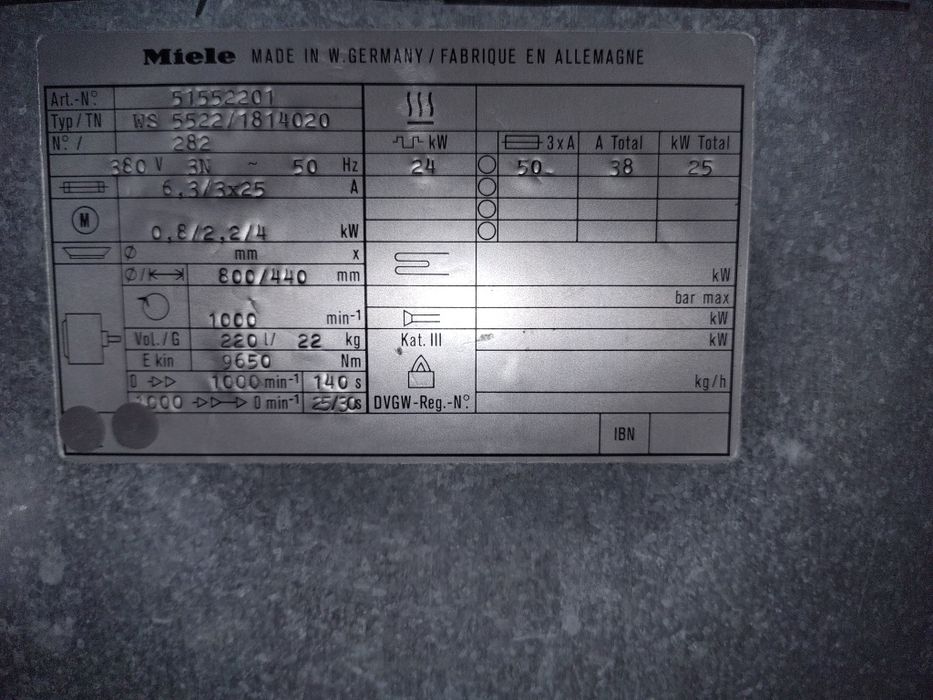 Miele MADE IN W.GERMANY / FABRIQUE EN ALLEMAGNE
Art.-Nº. 51552201
Typ / TN WS 5522/1814020
Nº. / 282 kW 3xA A Total kW Total
380 V 3N ~ 50 Hz 24 50 38 25
6,3/3x25 A
M 0,8/2,2/4 kW
Ø mm x
Ø/ 800/440 mm kW
bar max
1000 min-1 kW
Vol./G 220 l/ 22 kg Kat. III kW
E kin 9650 Nm
0 1000 min-1 140 s kg/h
1000 0 min-1 25/30s DVGW-Reg.-Nº.
IBN